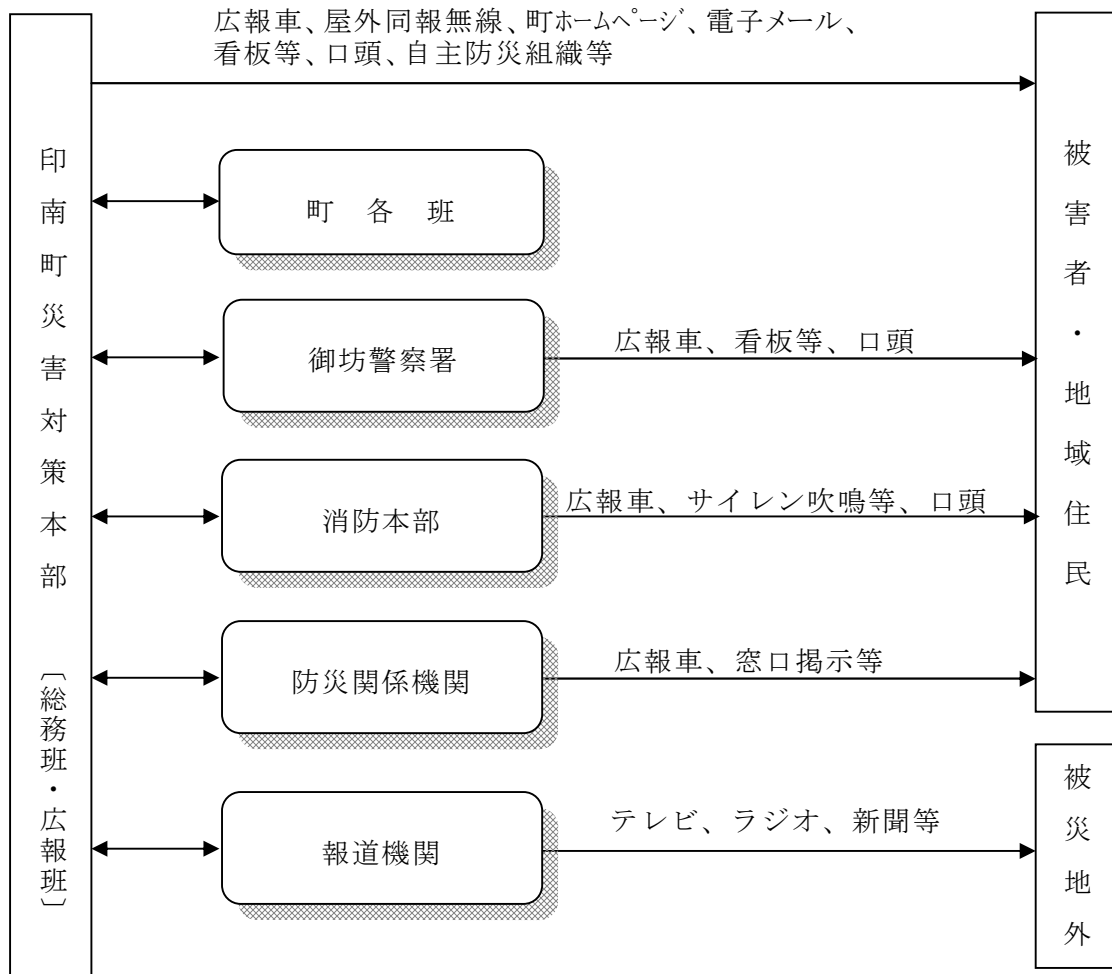 広報車、屋外同報無線、町ホームページ、電子メール、
看板等、口頭、自主防災組織等
印南町災害対策本部
〔総務班・広報班〕
町　各　班
御坊警察署
広報車、看板等、口頭
消防本部
広報車、サイレン吹鳴等、口頭
防災関係機関
広報車、窓口掲示等
報道機関
テレビ、ラジオ、新聞等
被害者・地域住民
被災地外